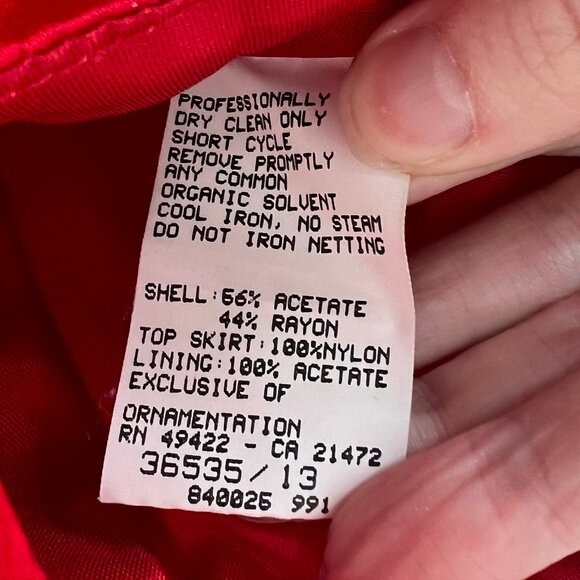 PROFESSIONALLY
DRY CLEAN ONLY
SHORT CYCLE
REMOVE PROMPTLY
ANY COMMON
ORGANIC SOLVENT
COOL IRON, NO STEAM
DO NOT IRON NETTING
SHELL:56% ACETATE
44% RAYON
TOP SKIRT:100%NYLON
LINING:100% ACETATE
EXCLUSIVE OF
ORNAMENTATION
RN 49422 - CA 21472
36535/13
840026 991